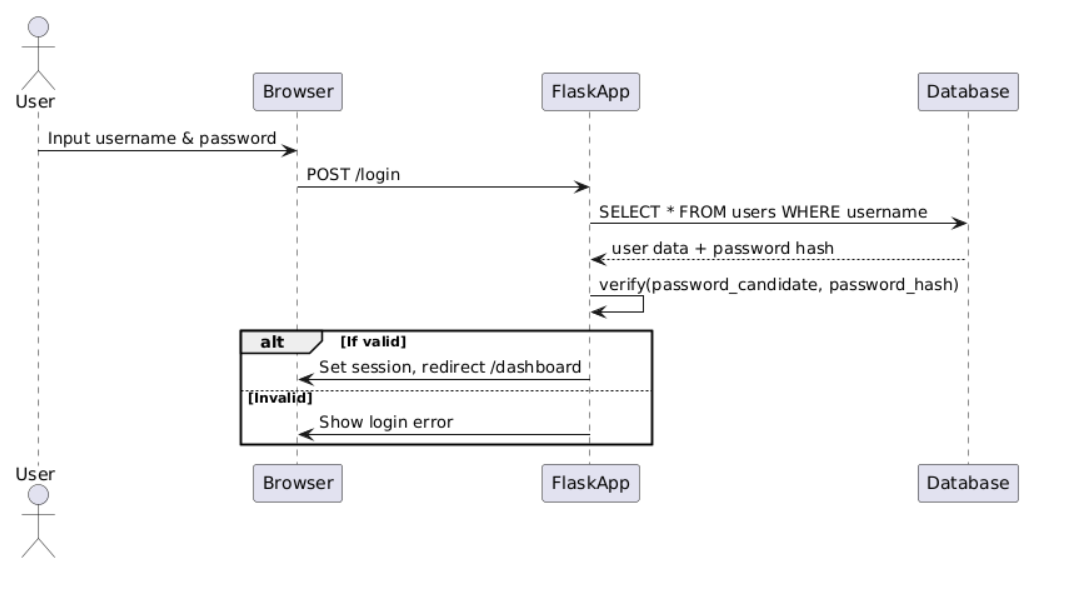 User
Browser
FlaskApp
Database
Input username & password
POST /login
SELECT * FROM users WHERE username
user data + password hash
verify(password_candidate, password_hash)
alt [If valid]
Set session, redirect /dashboard
[Invalid]
Show login error
User
Browser
FlaskApp
Database